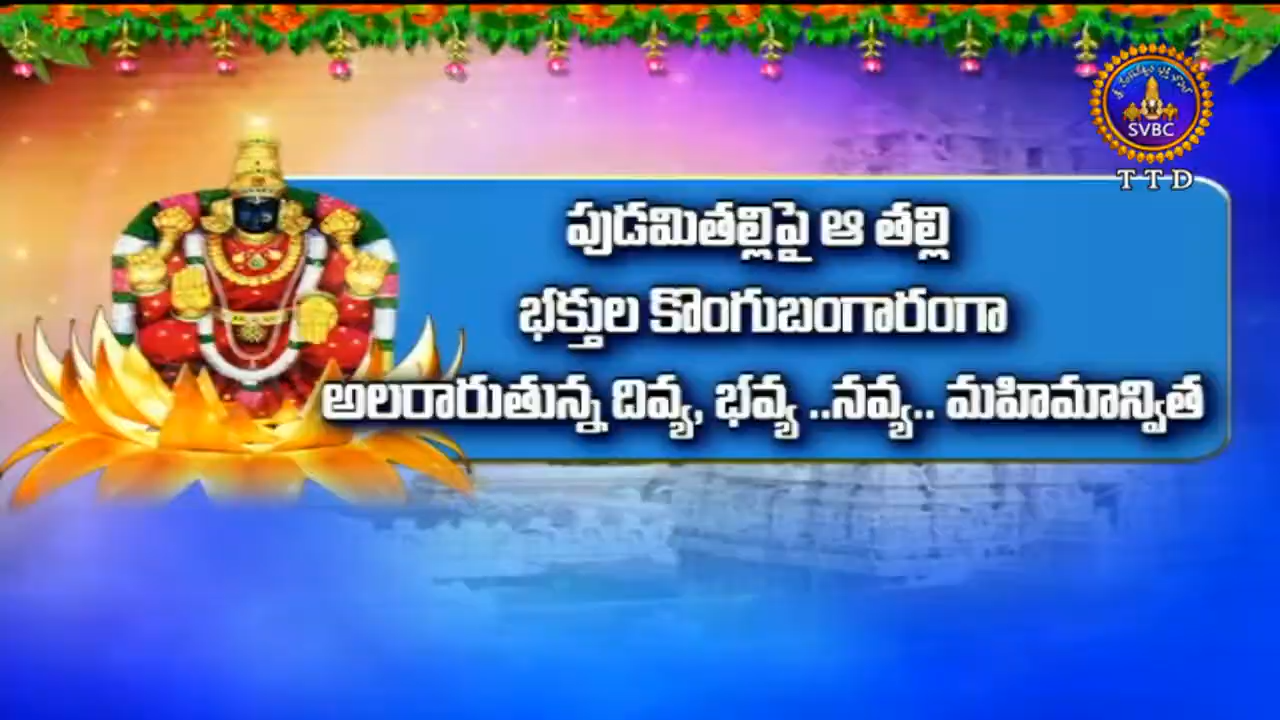 SVBC
TTD
పుడమితల్లిపై ఆ తల్లి
భక్తుల కొంగుబంగారంగా
అలరారుతున్న దివ్య, భవ్య ..నవ్య.. మహిమాన్విత